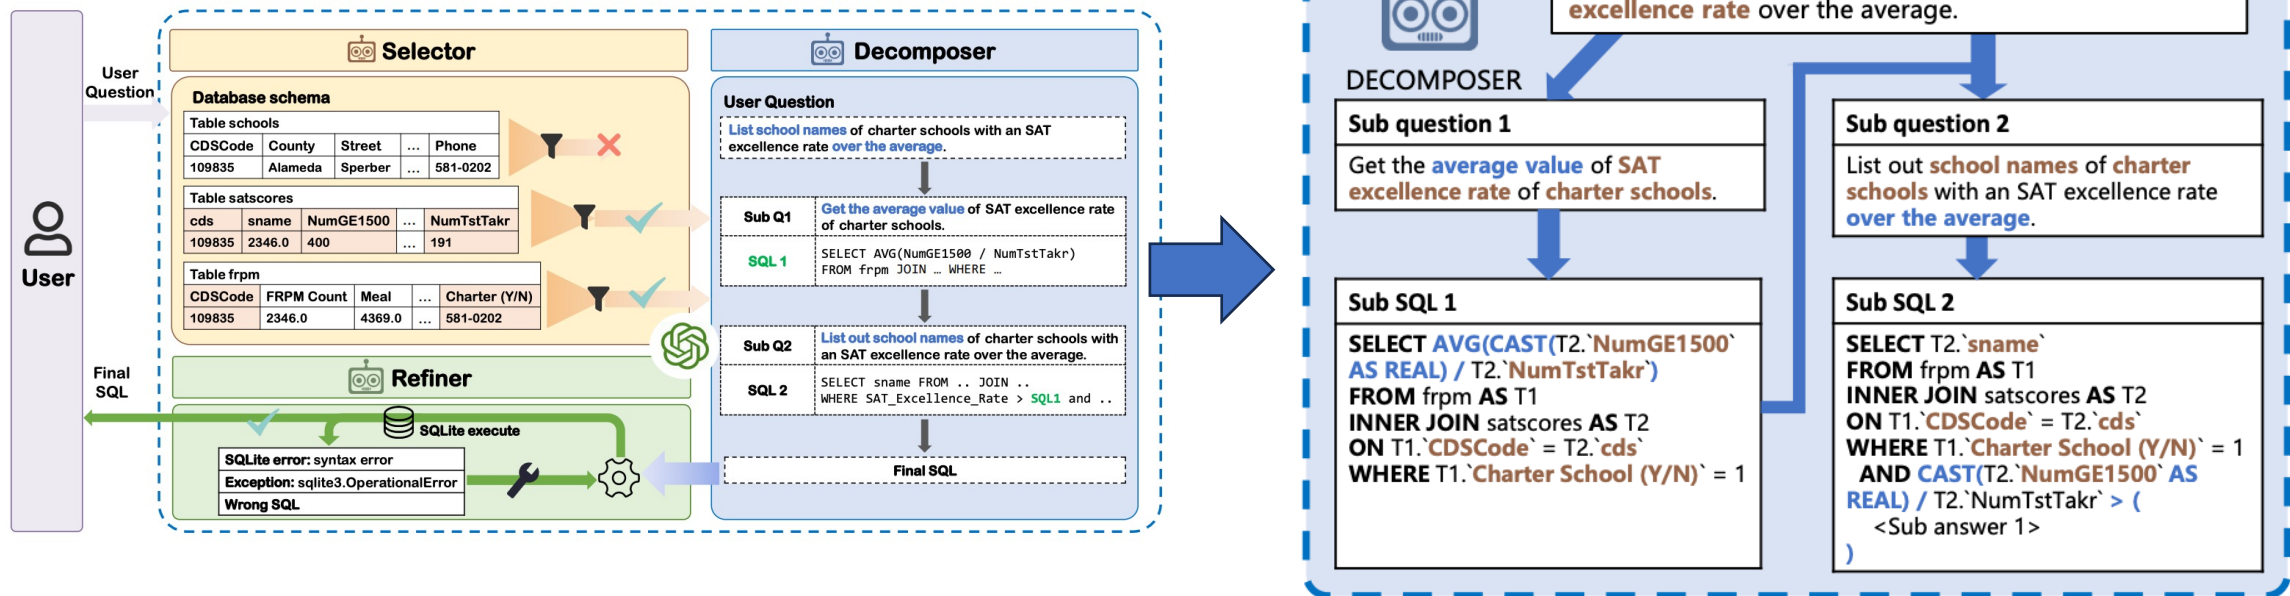 User
Question
User
Final
SQL
Selector
Database schema
Table schools
CDSCode County Street ... Phone
109835 Alameda Sperber ... 581-0202
Table satscores
cds sname NumGE1500 ... NumTstTakr
109835 2346.0 400 ... 191
Table frpm
CDSCode FRPM Count Meal ... Charter (Y/N)
109835 2346.0 4369.0 ... 581-0202
Refiner
SQLite execute
SQLite error: syntax error
Exception: sqlite3.OperationalError
Wrong SQL
Decomposer
User Question
List school names of charter schools with an SAT
excellence rate over the average.
Sub Q1
Get the average value of SAT excellence rate
of charter schools.
SQL 1
SELECT AVG(NumGE1500 / NumTstTakr)
FROM frpm JOIN … WHERE …
Sub Q2
List out school names of charter schools with
an SAT excellence rate over the average.
SQL 2
SELECT sname FROM .. JOIN ..
WHERE SAT_Excellence_Rate > SQL1 and ..
Final SQL
excellence rate over the average.
DECOMPOSER
Sub question 1
Get the average value of SAT
excellence rate of charter schools.
Sub SQL 1
SELECT AVG(CAST(T2.`NumGE1500`
AS REAL) / T2.`NumTstTakr`)
FROM frpm AS T1
INNER JOIN satscores AS T2
ON T1.`CDSCode` = T2.`cds`
WHERE T1.`Charter School (Y/N)` = 1
Sub question 2
List out school names of charter
schools with an SAT excellence rate
over the average.
Sub SQL 2
SELECT T2.`sname`
FROM frpm AS T1
INNER JOIN satscores AS T2
ON T1.`CDSCode` = T2.`cds`
WHERE T1.`Charter School (Y/N)` = 1
AND CAST(T2.`NumGE1500` AS
REAL) / T2.`NumTstTakr` > (
<Sub answer 1>
)